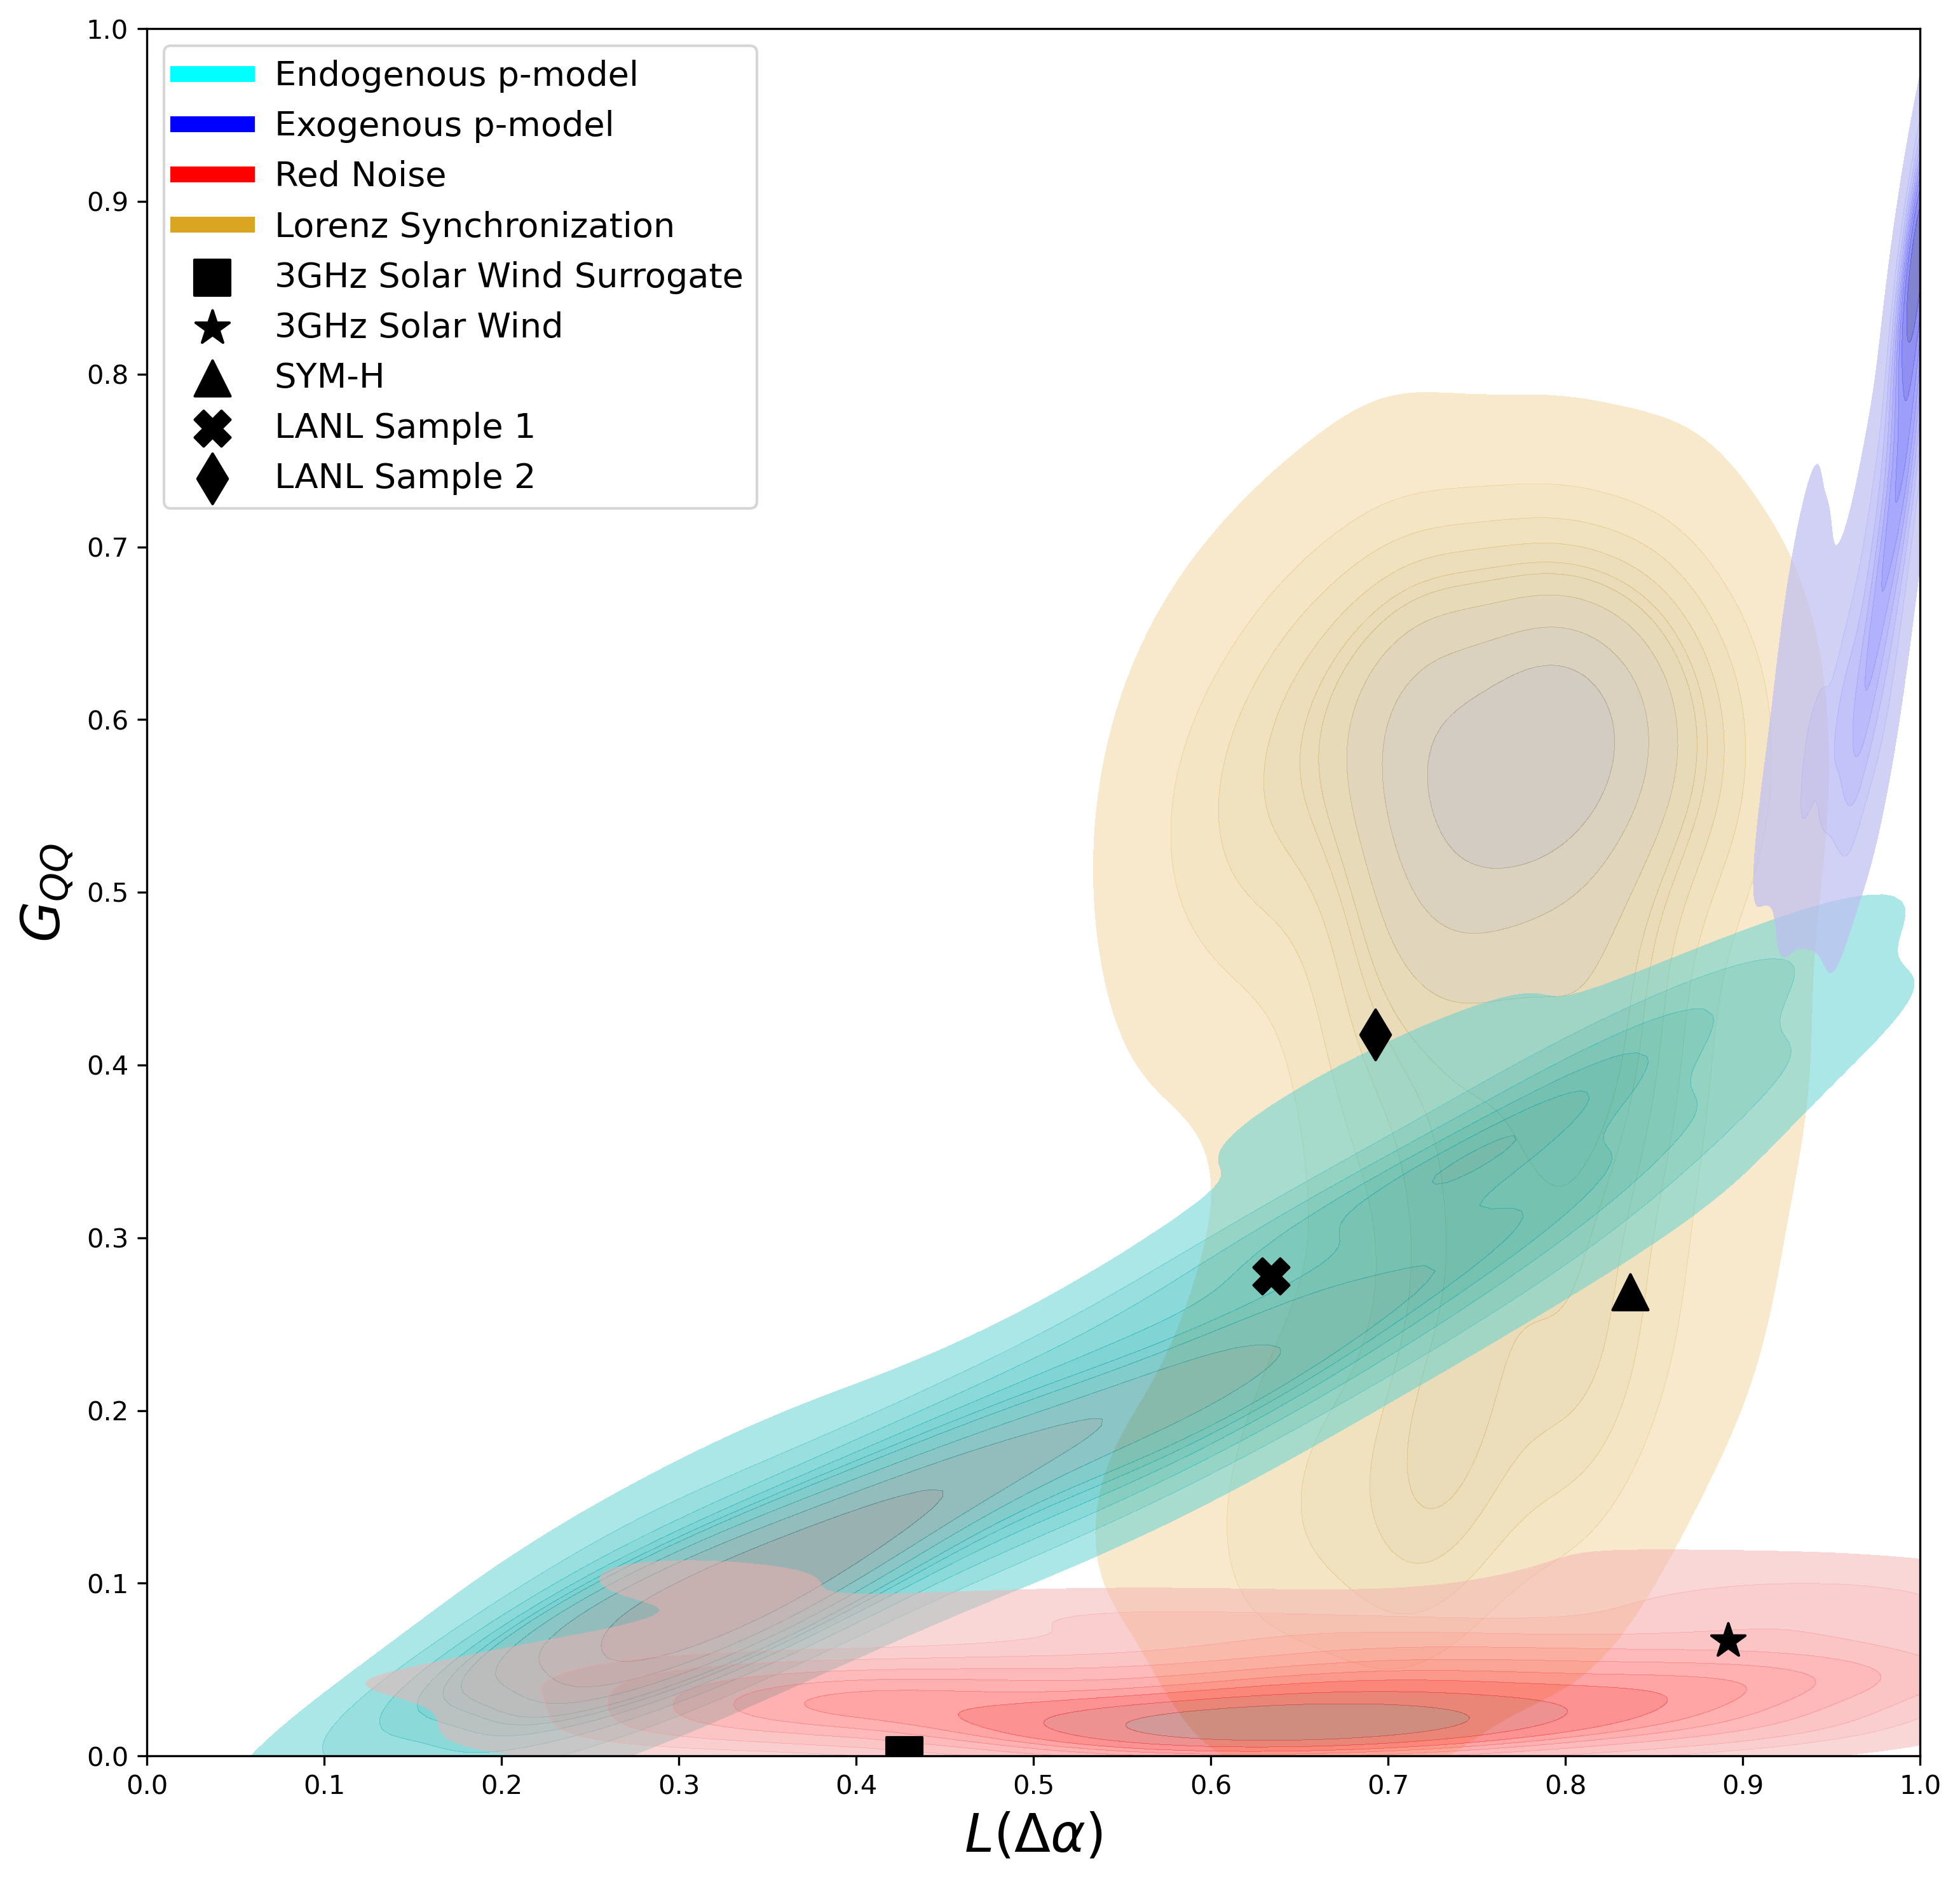 Endogenous p-model
Exogenous p-model
Red Noise
Lorenz Synchronization
3GHz Solar Wind Surrogate
3GHz Solar Wind
SYM-H
LANL Sample 1
LANL Sample 2
1.0
0.9
0.8
0.7
0.6
0.5
0.4
0.3
0.2
0.1
0.0
G_{QQ}
0.0 0.1 0.2 0.3 0.4 0.5 0.6 0.7 0.8 0.9 1.0
L(Δα)